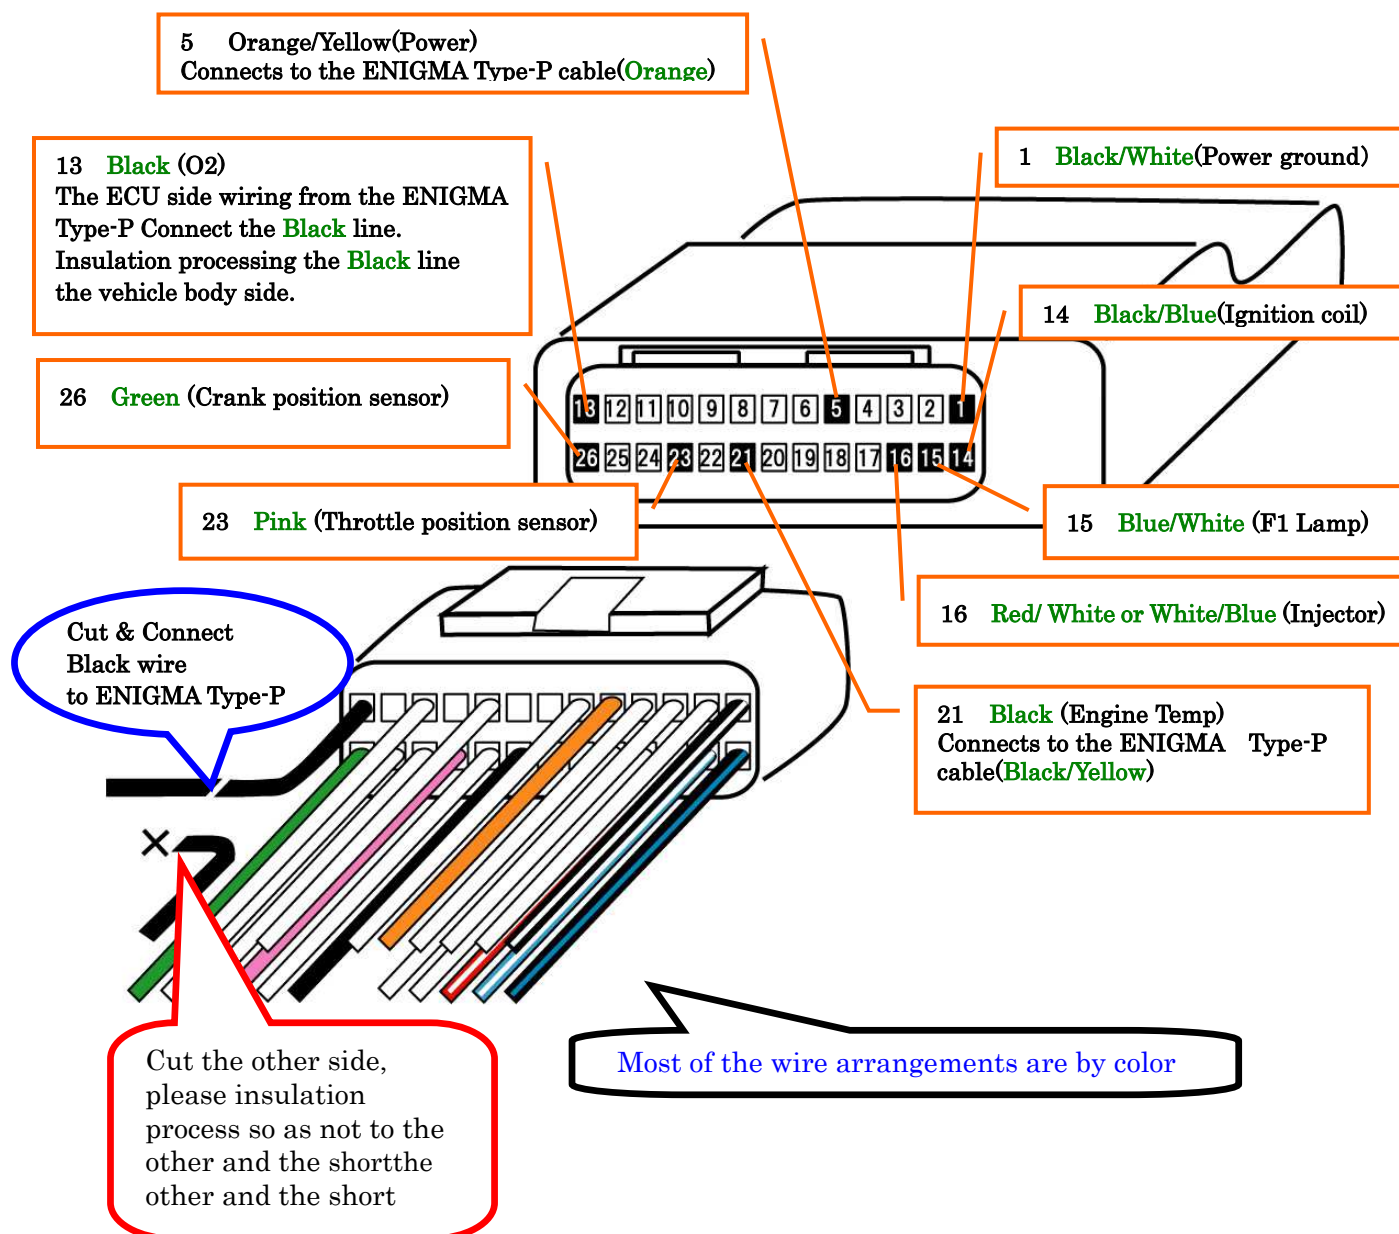 5 Orange/Yellow(Power)
Connects to the ENIGMA Type-P cable(Orange)
13 Black (O2)
The ECU side wiring from the ENIGMA
Type-P Connect the Black line.
Insulation processing the Black line
the vehicle body side.
1 Black/White(Power ground)
14 Black/Blue(Ignition coil)
26 Green (Crank position sensor)
13 12 11 10 9 8 7 6 5 4 3 2 1
26 25 24 23 22 21 20 19 18 17 16 15 14
23 Pink (Throttle position sensor)
15 Blue/White (F1 Lamp)
16 Red/ White or White/Blue (Injector)
Cut & Connect
Black wire
to ENIGMA Type-P
21 Black (Engine Temp)
Connects to the ENIGMA Type-P
cable(Black/Yellow)
×
Cut the other side,
please insulation
process so as not to the
other and the shortthe
other and the short
Most of the wire arrangements are by color